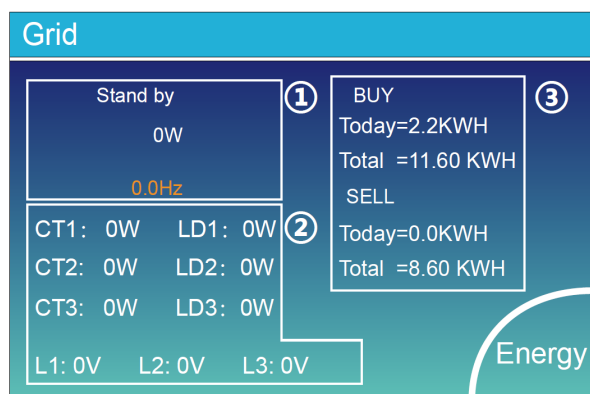 Grid
Stand by
0W
0.0Hz
①
CT1: 0W LD1: 0W
CT2: 0W LD2: 0W
CT3: 0W LD3: 0W
L1: 0V L2: 0V L3: 0V
②
BUY
Today=2.2KWH
Total =11.60 KWH
SELL
Today=0.0KWH
Total =8.60 KWH
③
Energy